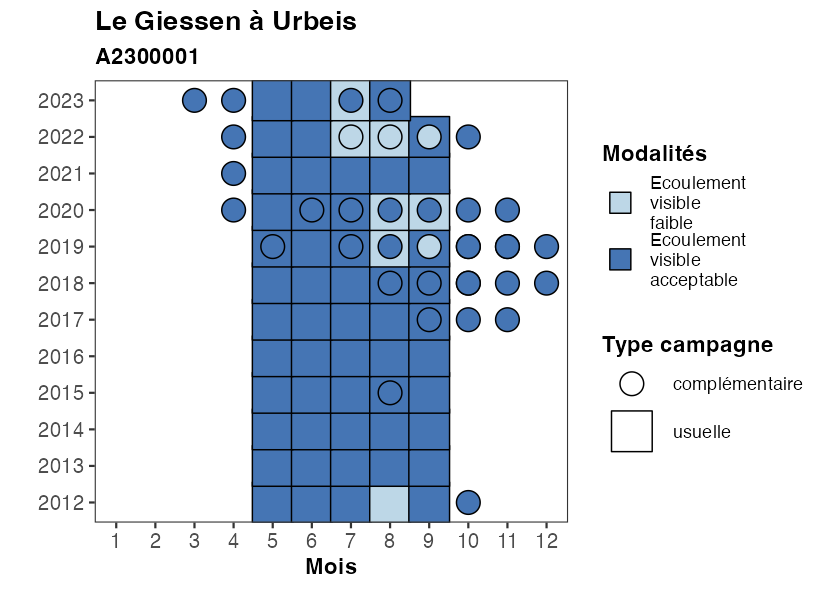 Le Giessen à Urbeis
A2300001
2023
2022
2021
2020
2019
2018
2017
2016
2015
2014
2013
2012
1 2 3 4 5 6 7 8 9 10 11 12
Mois
Modalités
Ecoulement
visible
faible
Ecoulement
visible
acceptable
Type campagne
complémentaire
usuelle